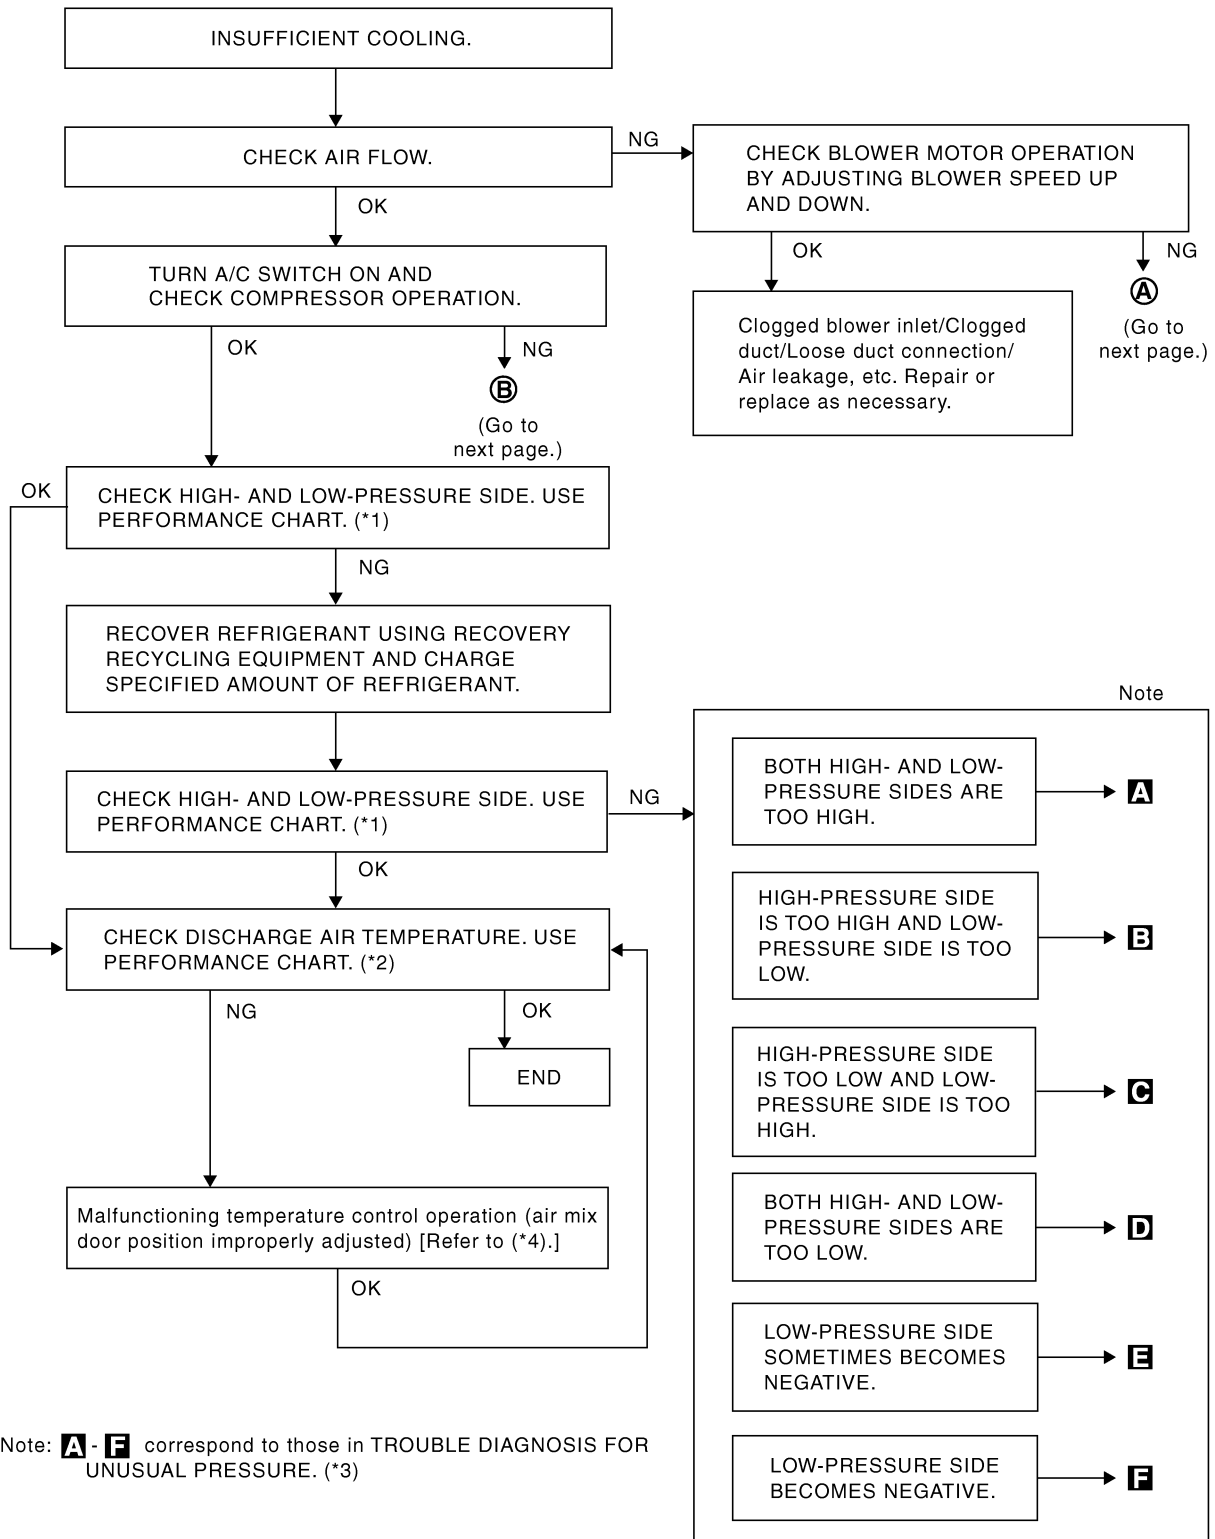 INSUFFICIENT COOLING.
CHECK AIR FLOW.
NG
CHECK BLOWER MOTOR OPERATION
BY ADJUSTING BLOWER SPEED UP
AND DOWN.
OK
OK
NG
TURN A/C SWITCH ON AND
CHECK COMPRESSOR OPERATION.
A
(Go to
next page.)
Clogged blower inlet/Clogged
duct/Loose duct connection/
Air leakage, etc. Repair or
replace as necessary.
OK
NG
B
(Go to
next page.)
OK
CHECK HIGH- AND LOW-PRESSURE SIDE. USE
PERFORMANCE CHART. (*1)
NG
RECOVER REFRIGERANT USING RECOVERY
RECYCLING EQUIPMENT AND CHARGE
SPECIFIED AMOUNT OF REFRIGERANT.
CHECK HIGH- AND LOW-PRESSURE SIDE. USE
PERFORMANCE CHART. (*1)
NG
OK
CHECK DISCHARGE AIR TEMPERATURE. USE
PERFORMANCE CHART. (*2)
NG
OK
END
Malfunctioning temperature control operation (air mix
door position improperly adjusted) [Refer to (*4).]
OK
Note
BOTH HIGH- AND LOW-
PRESSURE SIDES ARE
TOO HIGH.
A
HIGH-PRESSURE SIDE
IS TOO HIGH AND LOW-
PRESSURE SIDE IS TOO
LOW.
B
HIGH-PRESSURE SIDE
IS TOO LOW AND LOW-
PRESSURE SIDE IS TOO
HIGH.
C
BOTH HIGH- AND LOW-
PRESSURE SIDES ARE
TOO LOW.
D
LOW-PRESSURE SIDE
SOMETIMES BECOMES
NEGATIVE.
E
LOW-PRESSURE SIDE
BECOMES NEGATIVE.
F
Note: A - F correspond to those in TROUBLE DIAGNOSIS FOR
UNUSUAL PRESSURE. (*3)